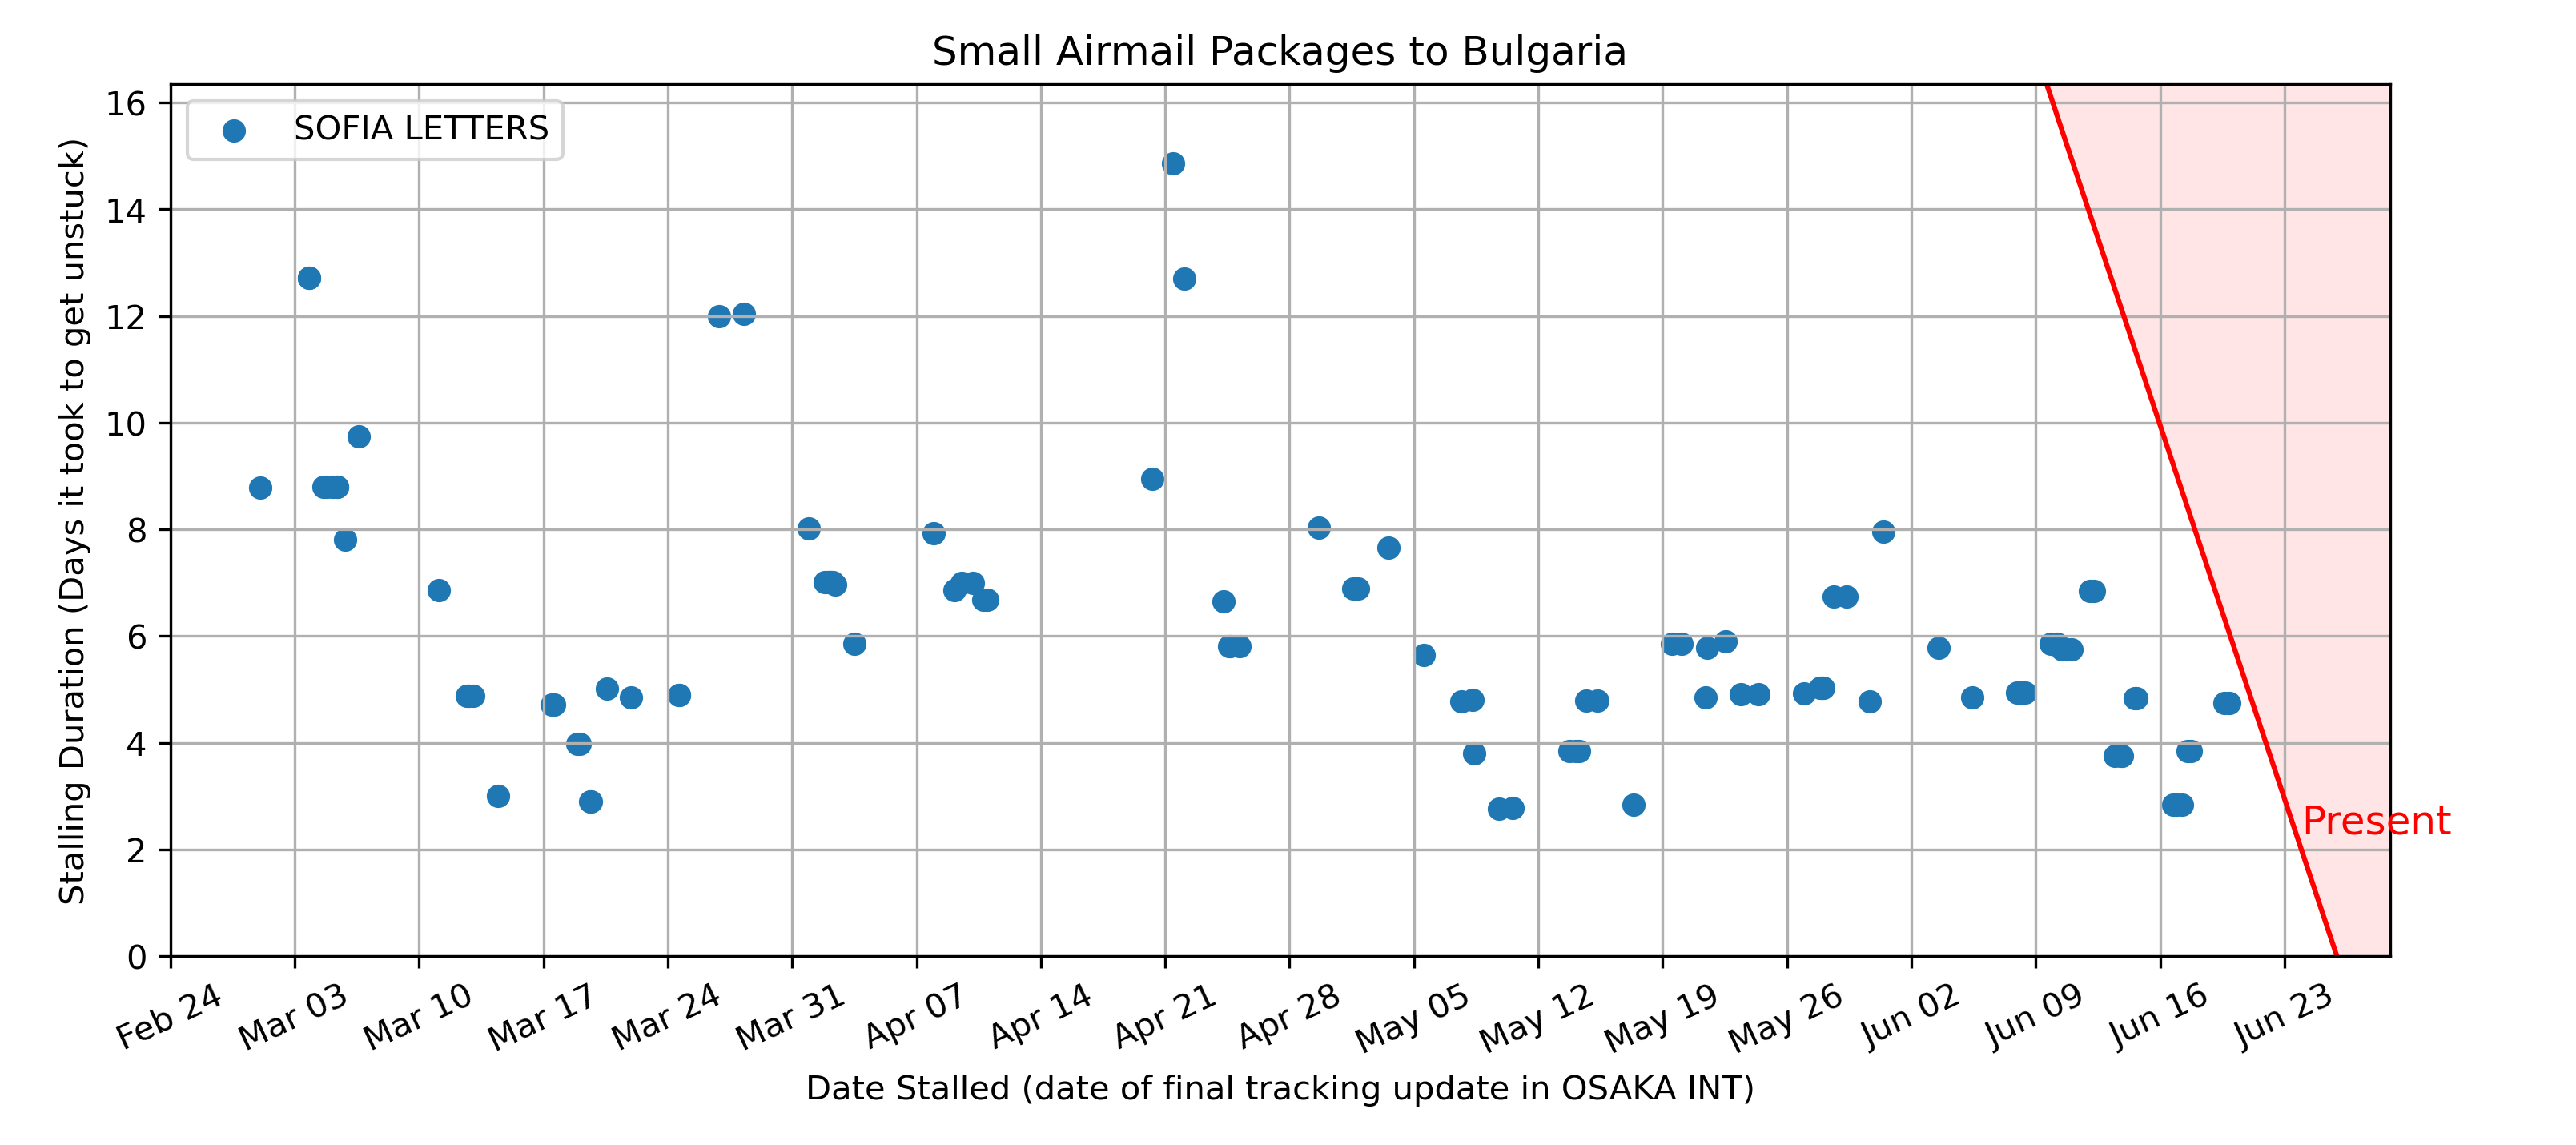 Small Airmail Packages to Bulgaria
SOFIA LETTERS
Stalling Duration (Days it took to get unstuck)
16
14
12
10
8
6
4
2
0
Present
Feb 24
Mar 03
Mar 10
Mar 17
Mar 24
Mar 31
Apr 07
Apr 14
Apr 21
Apr 28
May 05
May 12
May 19
May 26
Jun 02
Jun 09
Jun 16
Jun 23
Date Stalled (date of final tracking update in OSAKA INT)